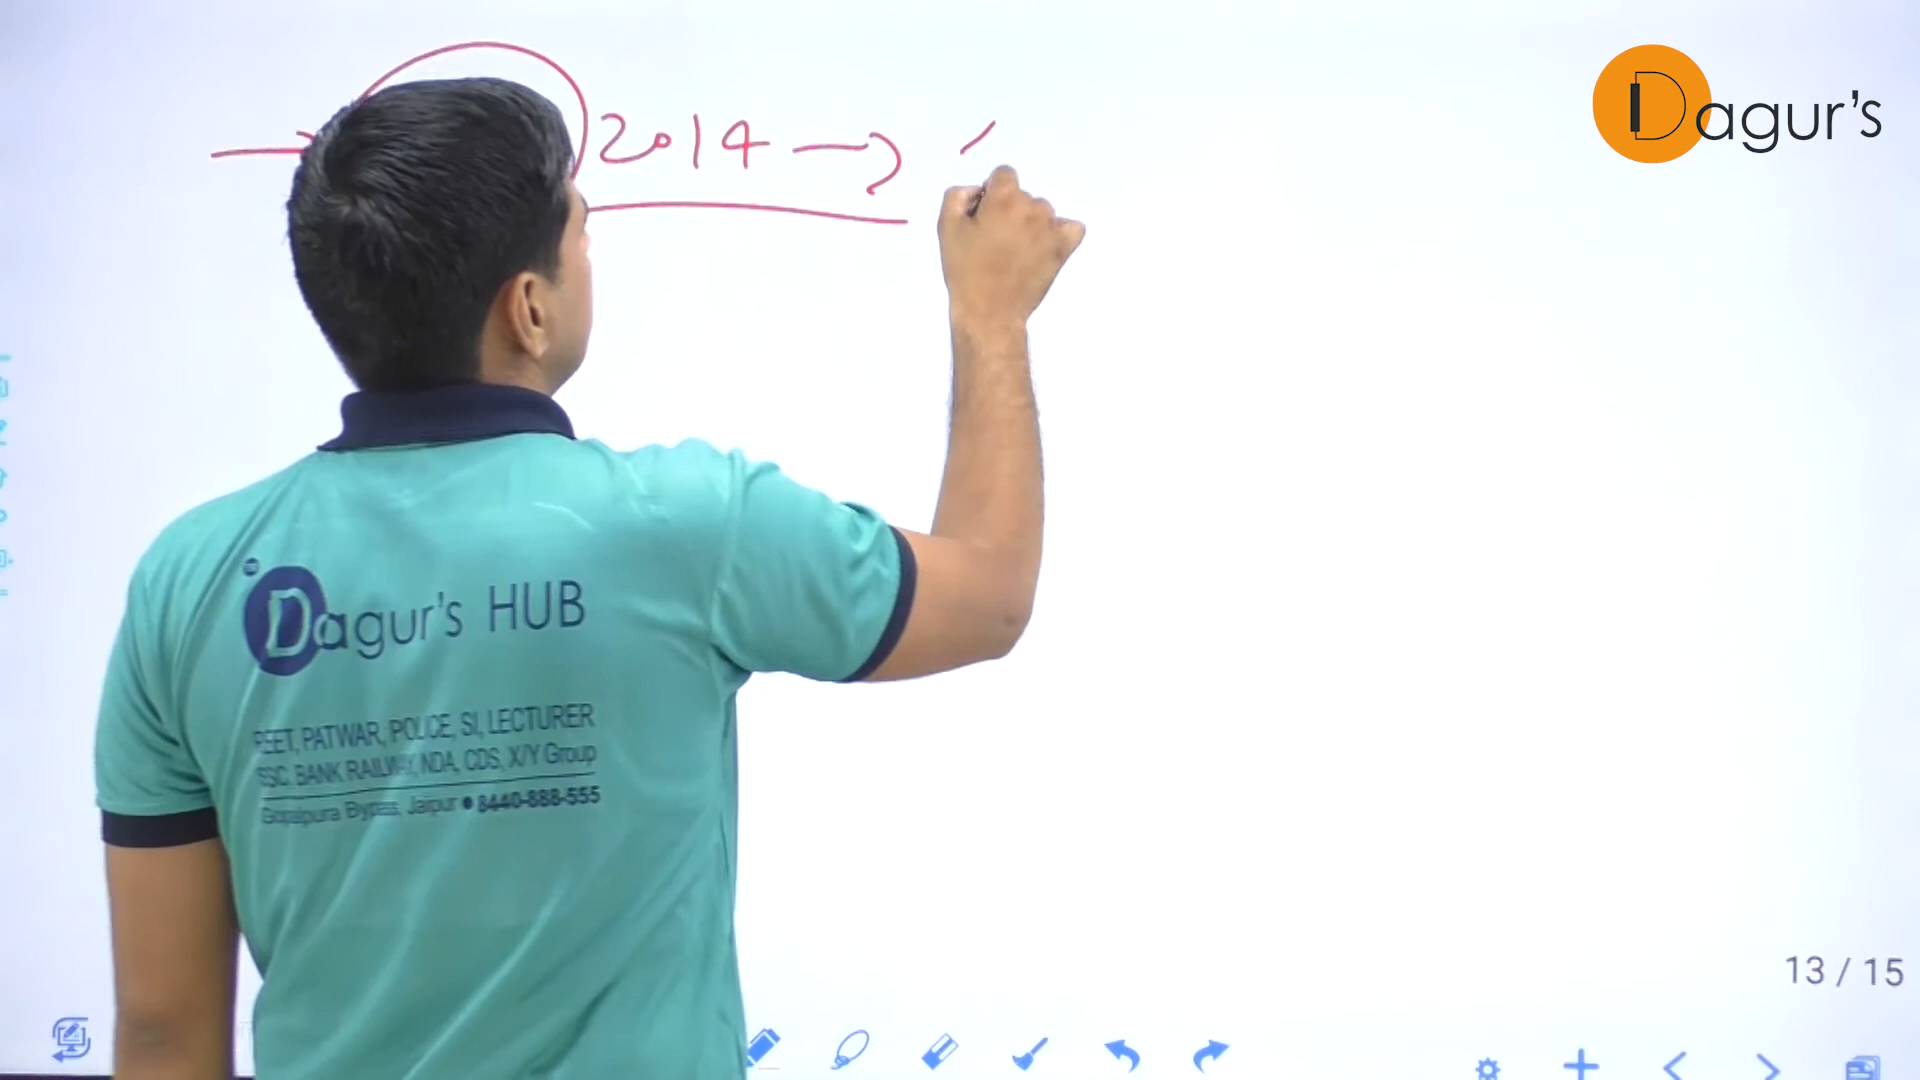 2014
Dagur's
Dagur's HUB
REET, PATWAR, POLICE, SI, LECTURER
SSC, BANK RAILWAY, NDA, CDS, X/Y Group
Gopalpura Bypass, Jaipur ● 8440-888-555
13 / 15